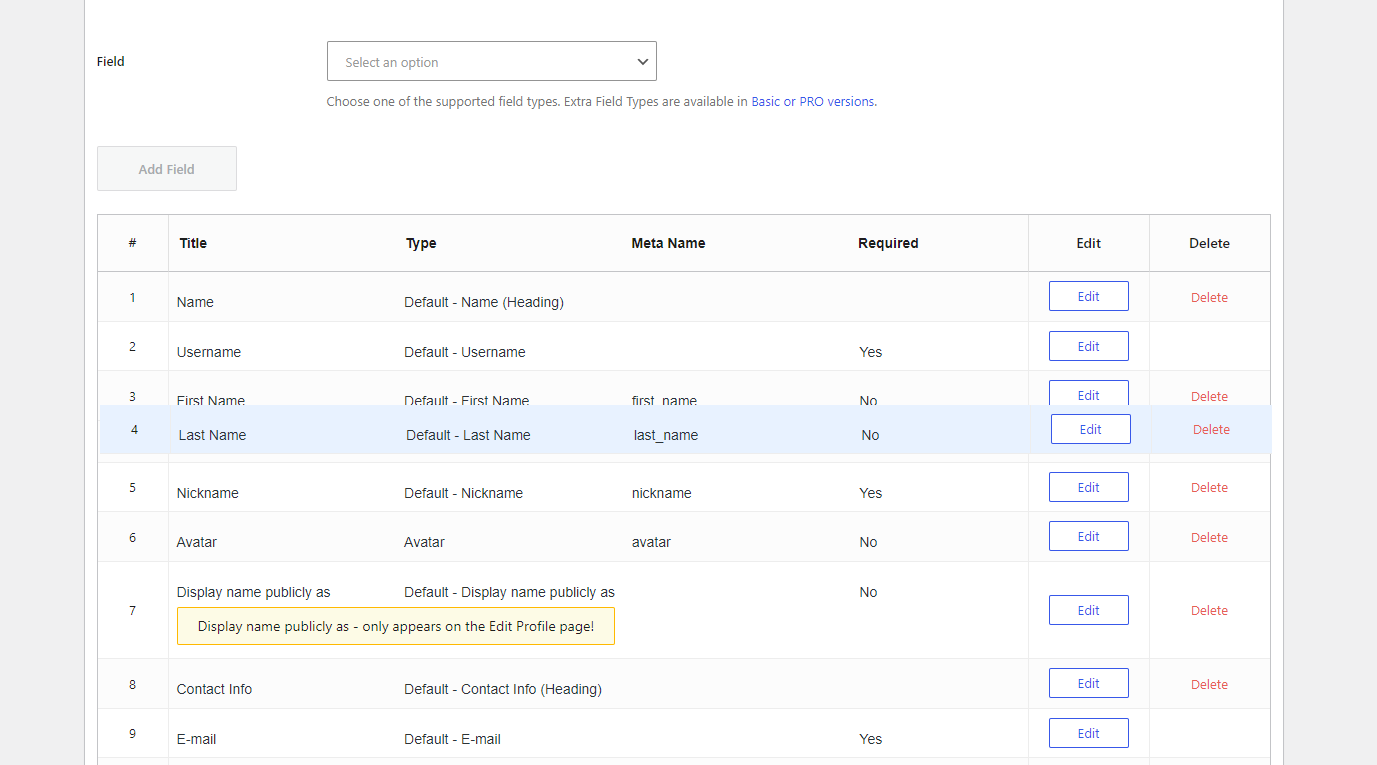 Field
Select an option
Choose one of the supported field types. Extra Field Types are available in Basic or PRO versions.
Add Field
# Title Type Meta Name Required Edit Delete
1 Name Default - Name (Heading) Edit Delete
2 Username Default - Username Yes Edit
3 First Name Default - First Name first_name No Edit Delete
4 Last Name Default - Last Name last_name No Edit Delete
5 Nickname Default - Nickname nickname Yes Edit Delete
6 Avatar Avatar avatar No Edit Delete
7 Display name publicly as Default - Display name publicly as No Edit Delete
Display name publicly as - only appears on the Edit Profile page!
8 Contact Info Default - Contact Info (Heading) Edit Delete
9 E-mail Default - E-mail Yes Edit